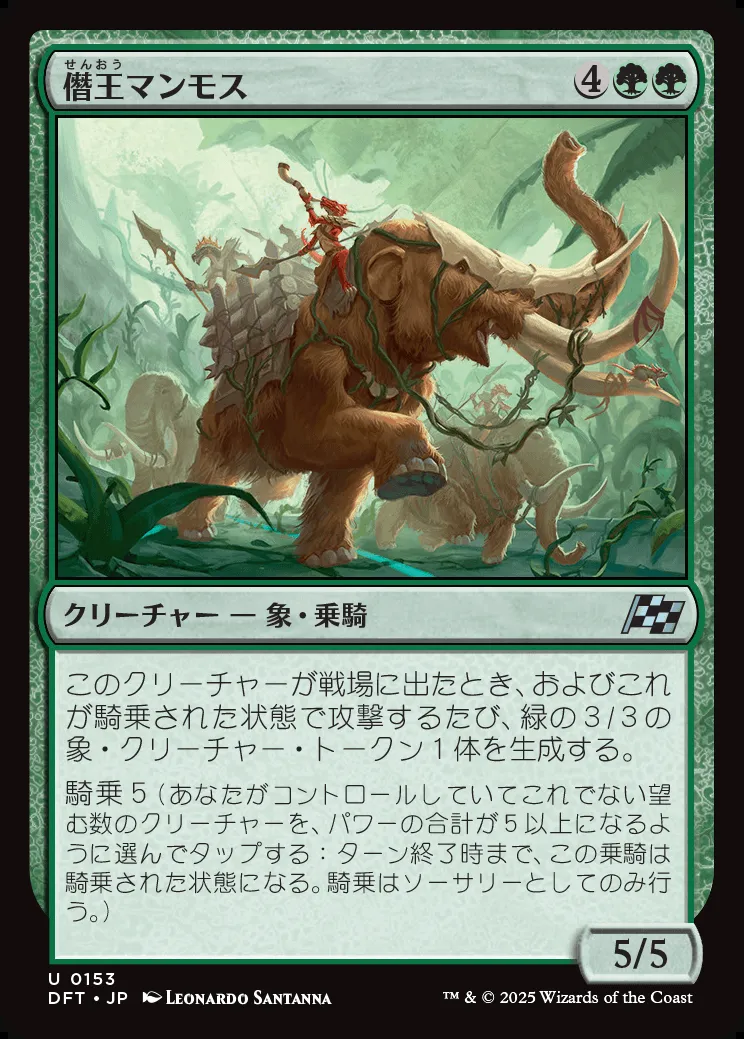 せんおう
僭王マンモス 4
クリーチャー — 象・乗騎
このクリーチャーが戦場に出たとき、およびこれ
が騎乗された状態で攻撃するたび、緑の3/3の
象・クリーチャー・トークン1体を生成する。
騎乗5（あなたがコントロールしていてこれでない望
む数のクリーチャーを、パワーの合計が5以上になるよ
うに選んでタップする：ターン終了時まで、この乗騎は
騎乗された状態になる。騎乗はソーサリーとしてのみ行
う。）
5/5
U 0153
DFT • JP Leonardo Santanna
™ & © 2025 Wizards of the Coast